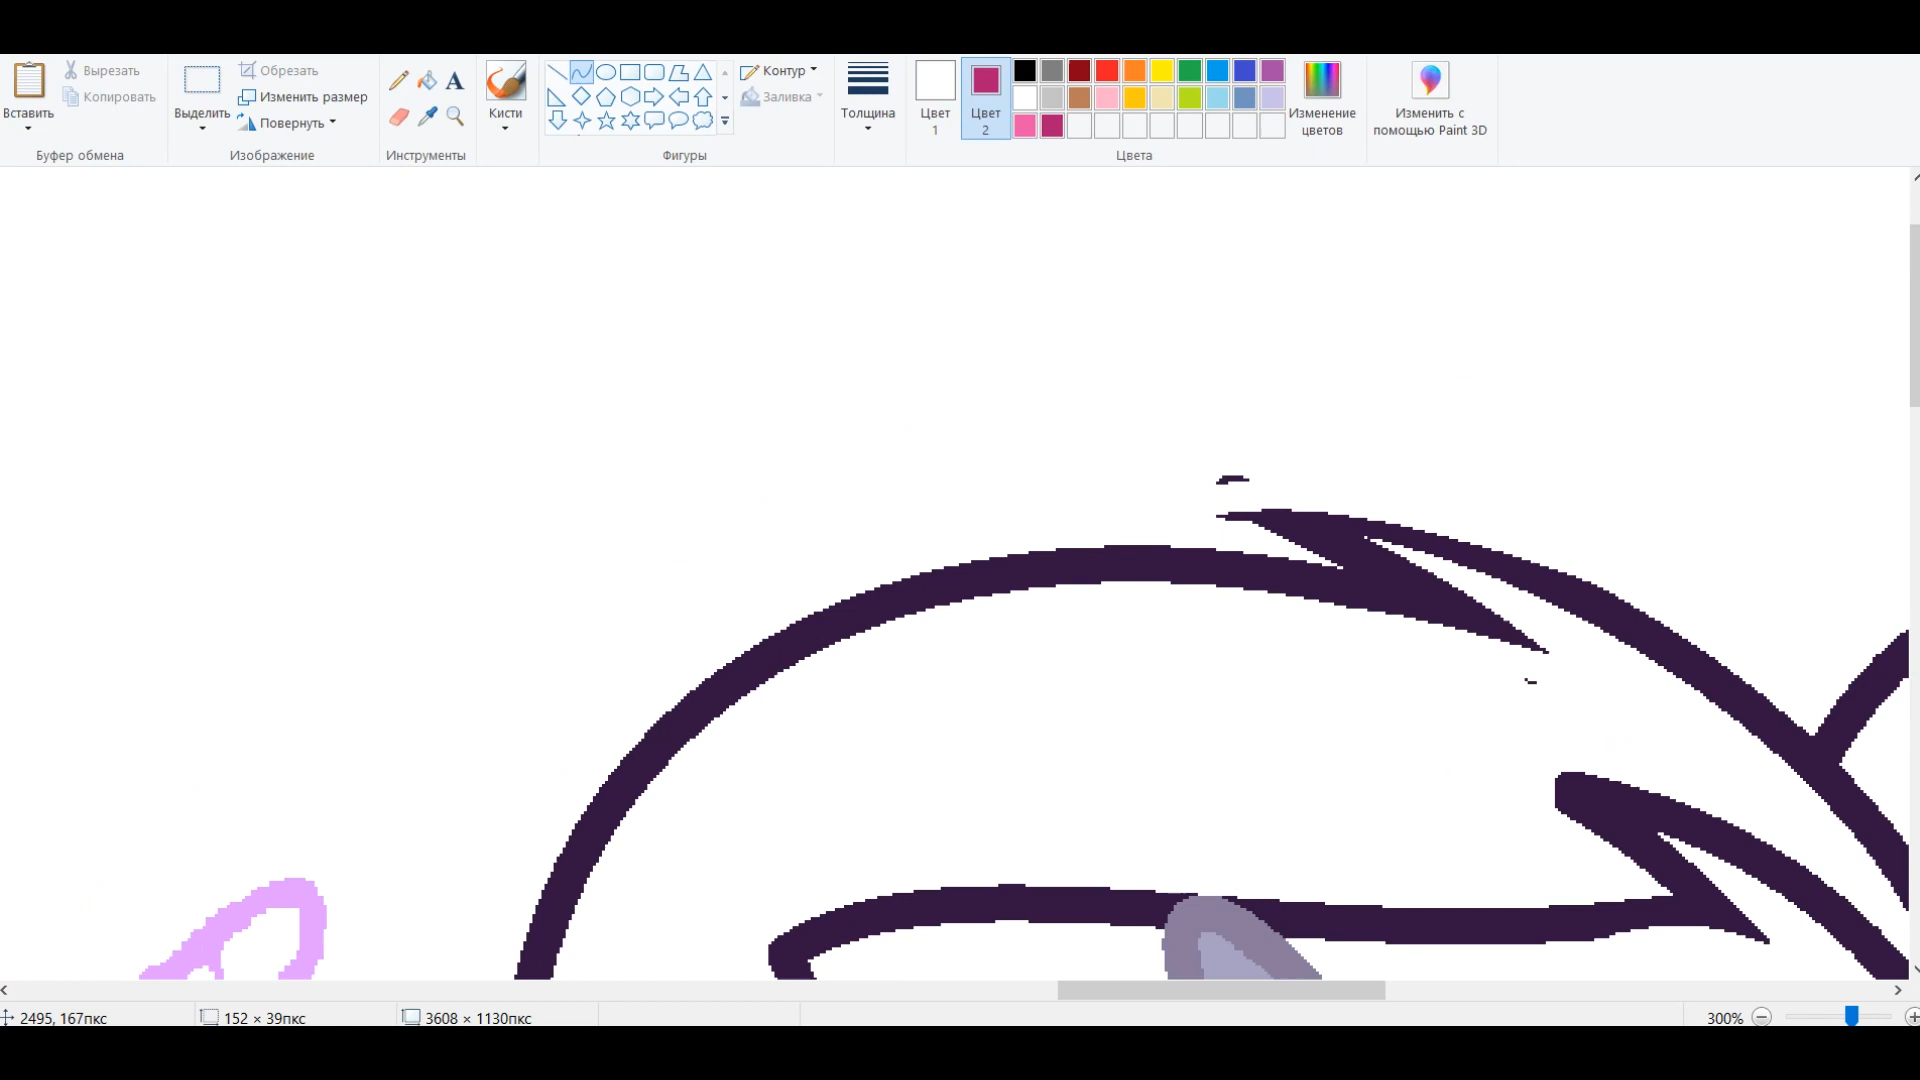 Вставить
Вырезать
Копировать
Буфер обмена
Выделить
Обрезать
Изменить размер
Повернуть
Изображение
A
Инструменты
Кисти
Контур
Заливка
Фигуры
Толщина
Цвет
1
Цвет
2
Изменение
цветов
Цвета
Изменить с
помощью Paint 3D
2495, 167пкс
152 × 39пкс
3608 × 1130пкс
300%